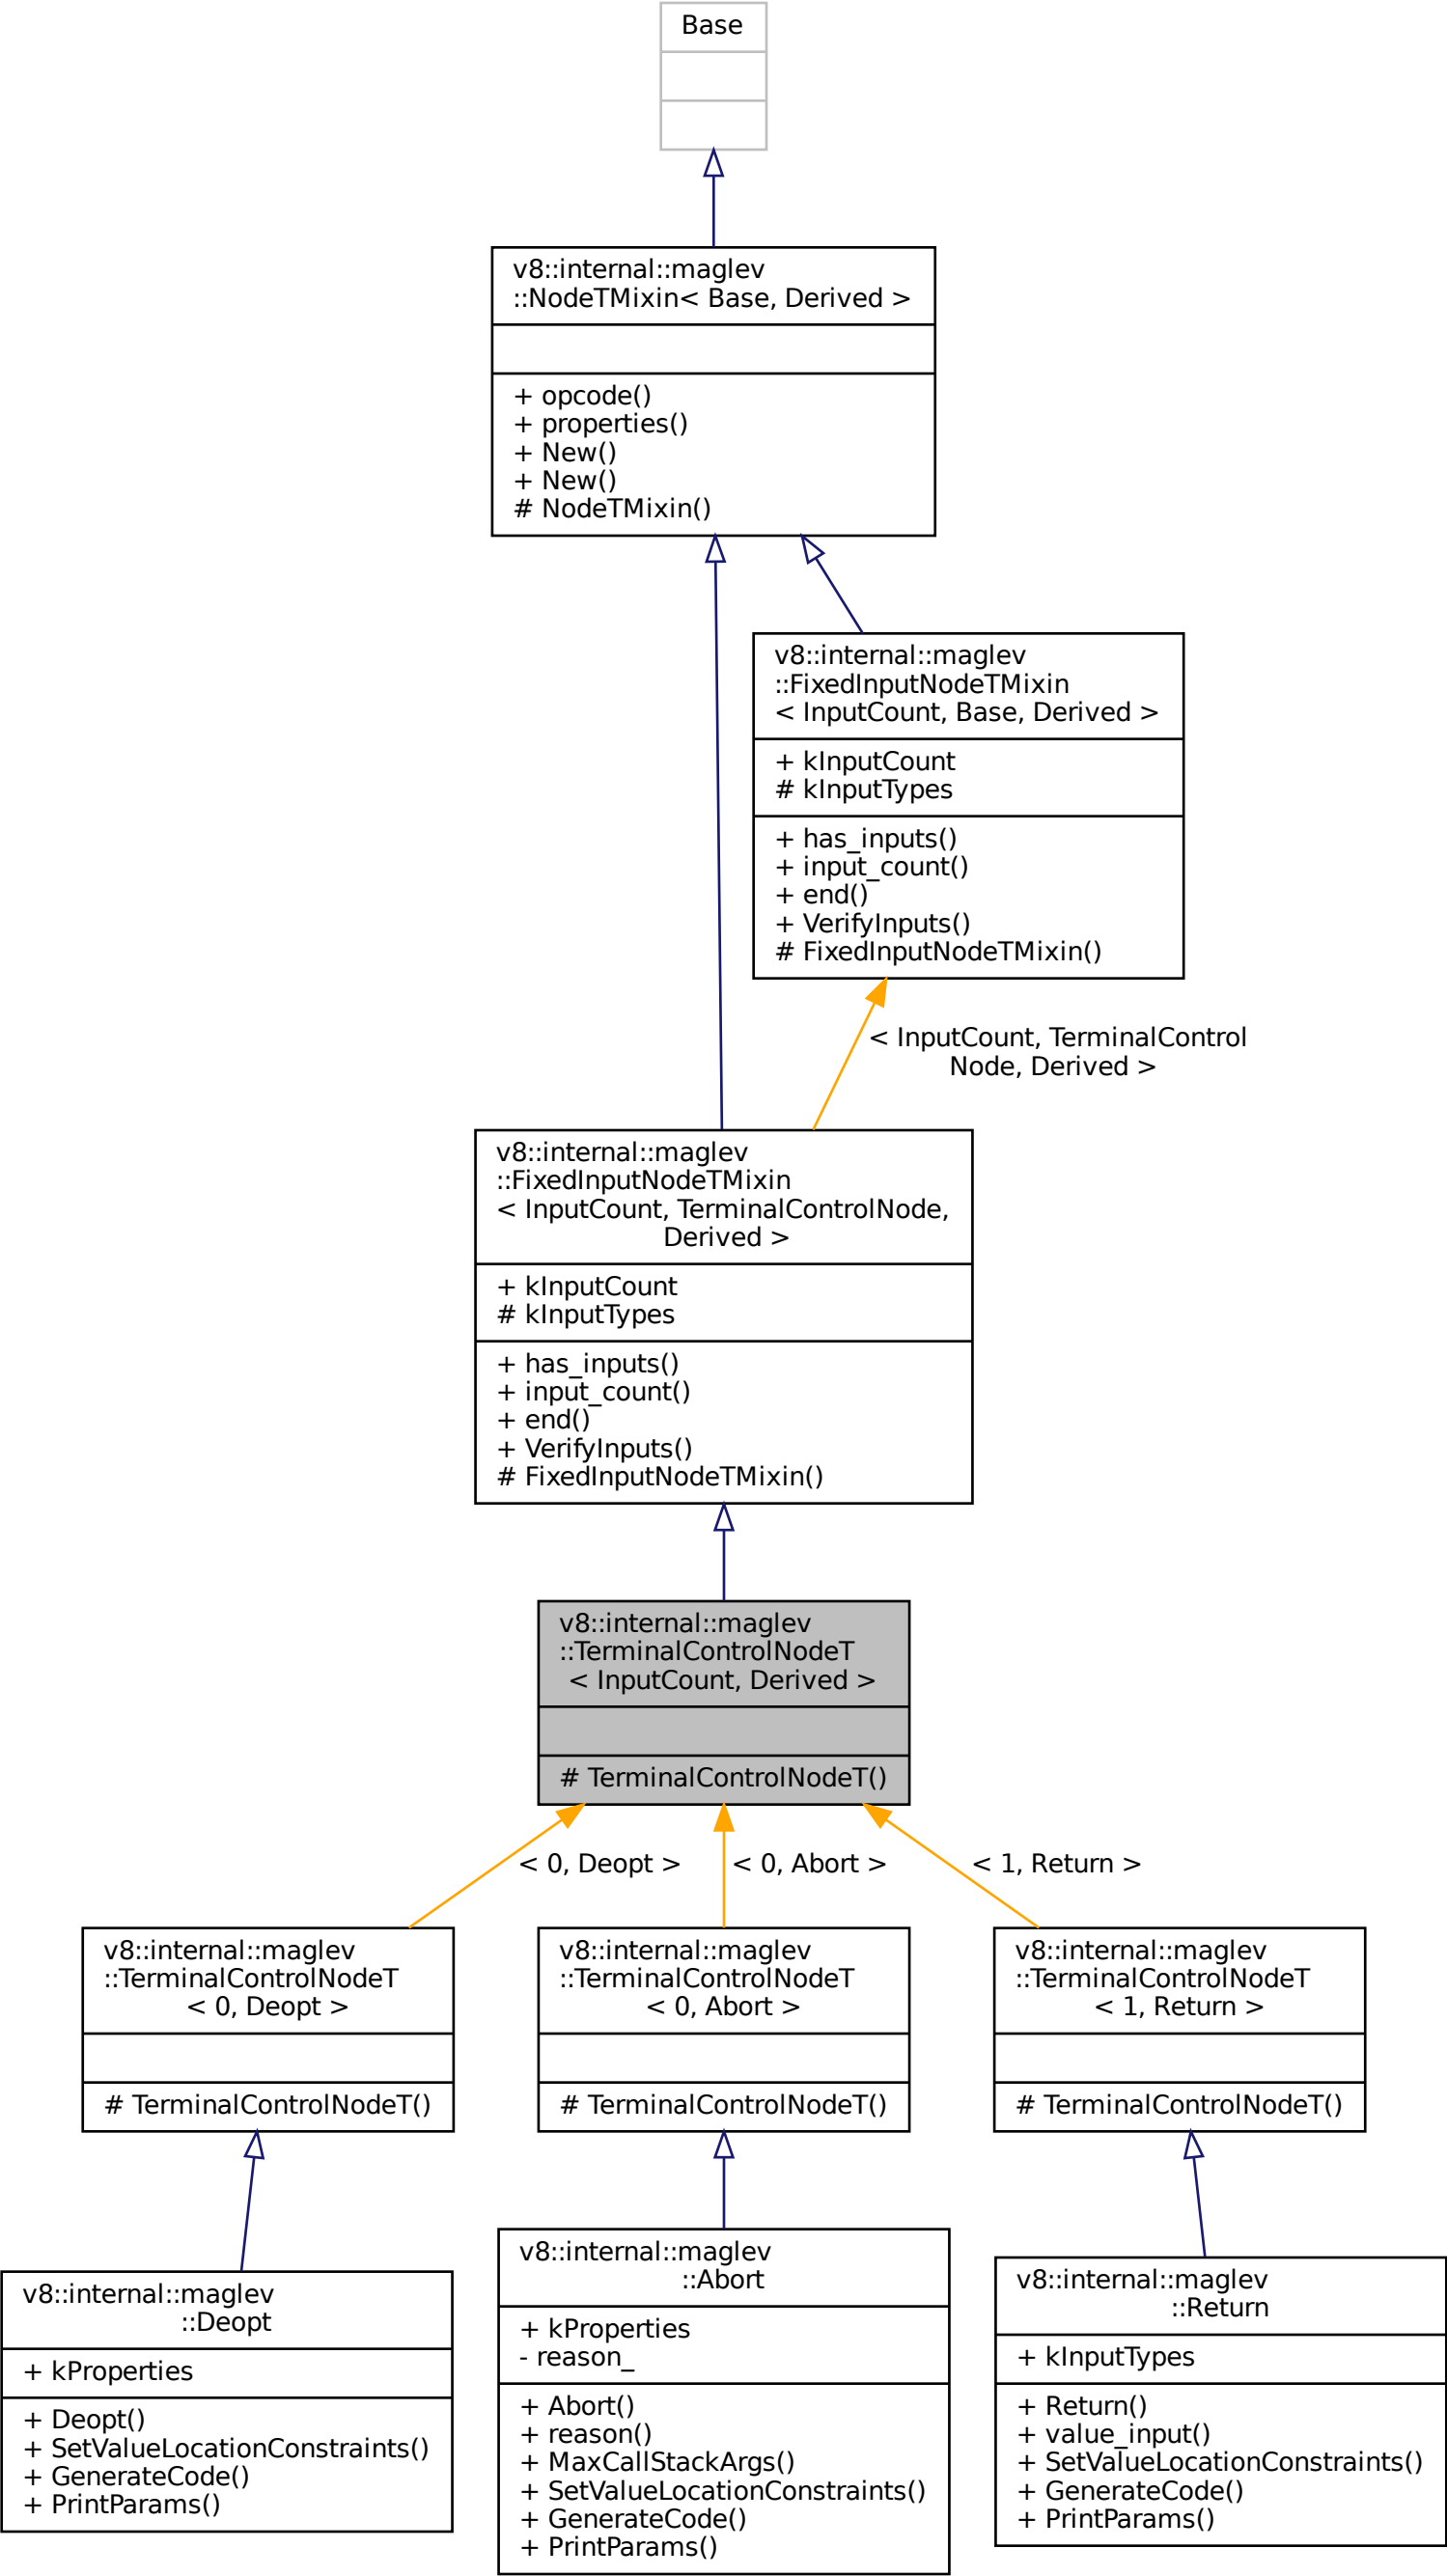 Base
v8::internal::maglev
::NodeTMixin< Base, Derived >
+ opcode()
+ properties()
+ New()
+ New()
# NodeTMixin()
v8::internal::maglev
::FixedInputNodeTMixin
< InputCount, Base, Derived >
+ kInputCount
# kInputTypes
+ has_inputs()
+ input_count()
+ end()
+ VerifyInputs()
# FixedInputNodeTMixin()
< InputCount, TerminalControl
Node, Derived >
v8::internal::maglev
::FixedInputNodeTMixin
< InputCount, TerminalControlNode,
Derived >
+ kInputCount
# kInputTypes
+ has_inputs()
+ input_count()
+ end()
+ VerifyInputs()
# FixedInputNodeTMixin()
v8::internal::maglev
::TerminalControlNodeT
< InputCount, Derived >
# TerminalControlNodeT()
< 0, Deopt >
< 0, Abort >
< 1, Return >
v8::internal::maglev
::TerminalControlNodeT
< 0, Deopt >
# TerminalControlNodeT()
v8::internal::maglev
::TerminalControlNodeT
< 0, Abort >
# TerminalControlNodeT()
v8::internal::maglev
::TerminalControlNodeT
< 1, Return >
# TerminalControlNodeT()
v8::internal::maglev
::Deopt
+ kProperties
+ Deopt()
+ SetValueLocationConstraints()
+ GenerateCode()
+ PrintParams()
v8::internal::maglev
::Abort
+ kProperties
- reason_
+ Abort()
+ reason()
+ MaxCallStackArgs()
+ SetValueLocationConstraints()
+ GenerateCode()
+ PrintParams()
v8::internal::maglev
::Return
+ kInputTypes
+ Return()
+ value_input()
+ SetValueLocationConstraints()
+ GenerateCode()
+ PrintParams()